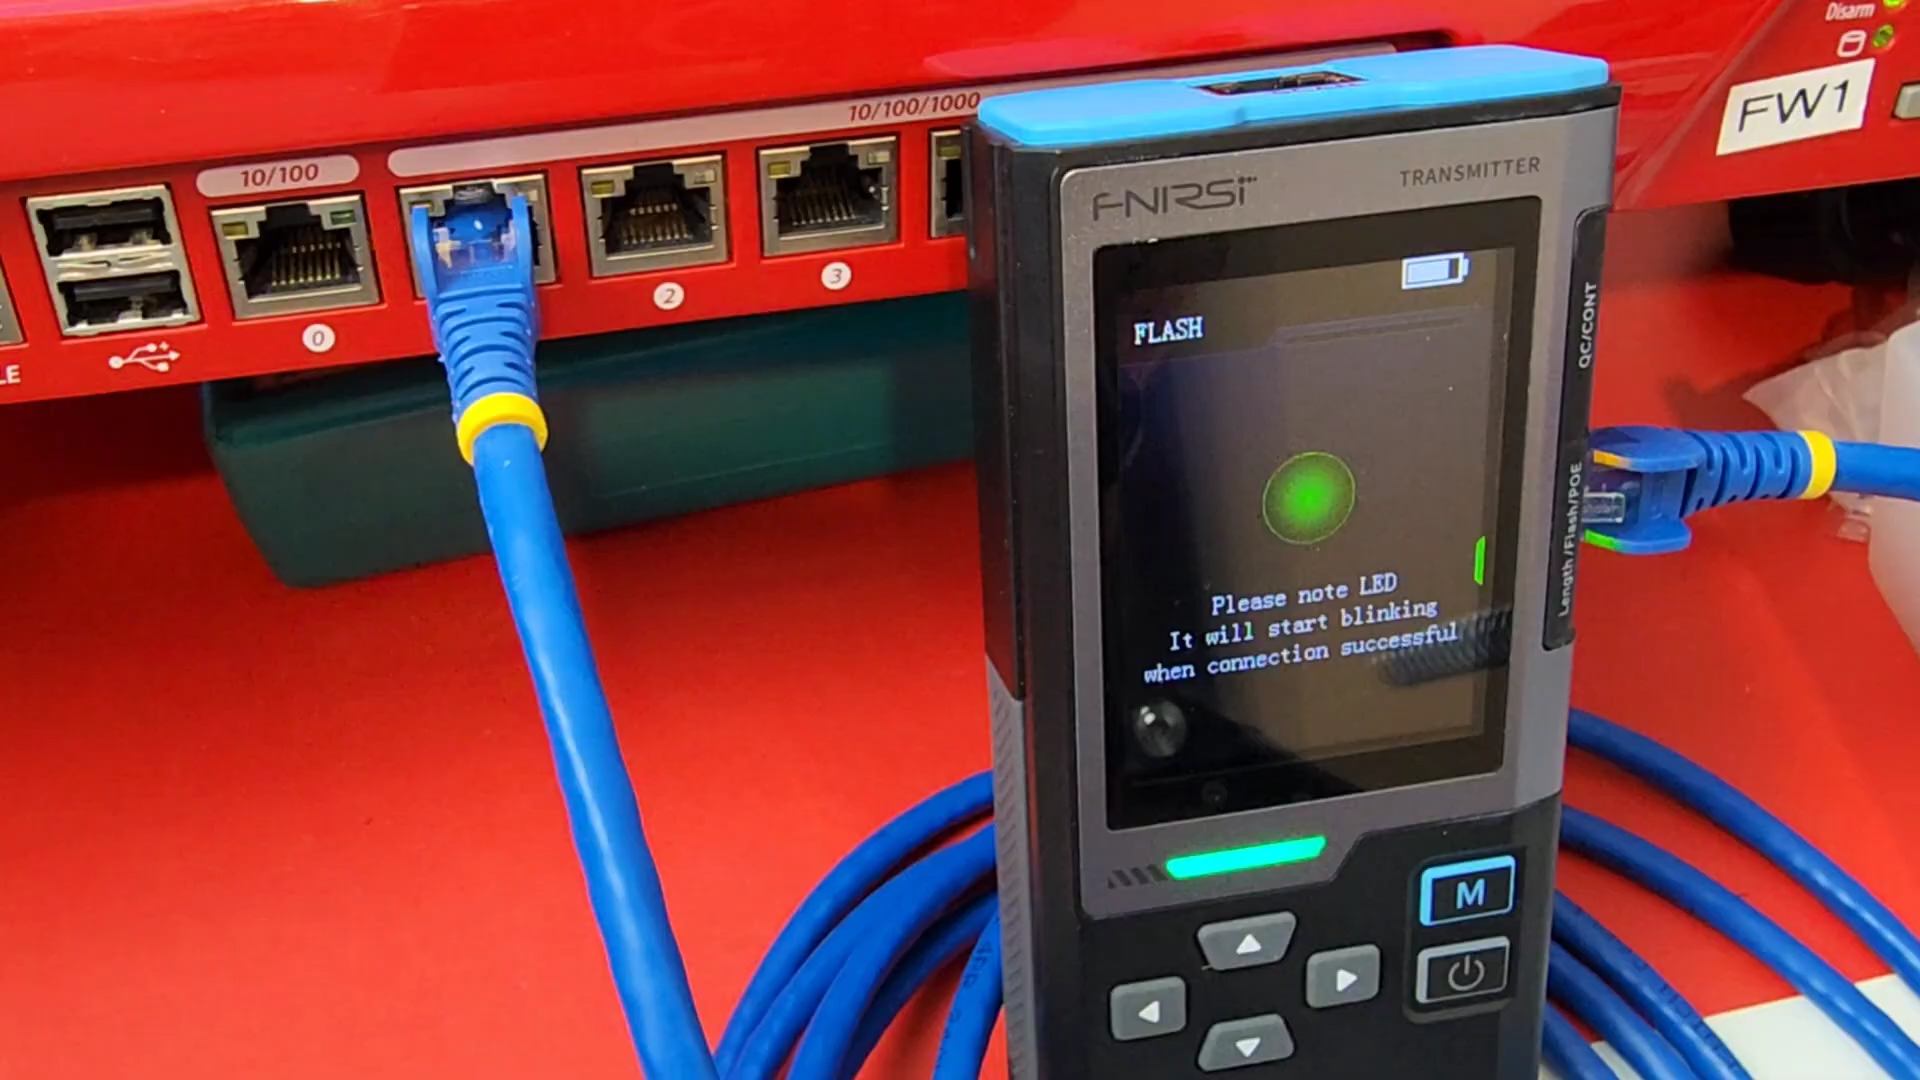 Disarm
FW1
10/100/1000
10/100
0
2
3
LE
FNIRSI
TRANSMITTER
FLASH
Please note LED
It will start blinking
when connection successful
QC/CONT
Length/Flash/POE
M